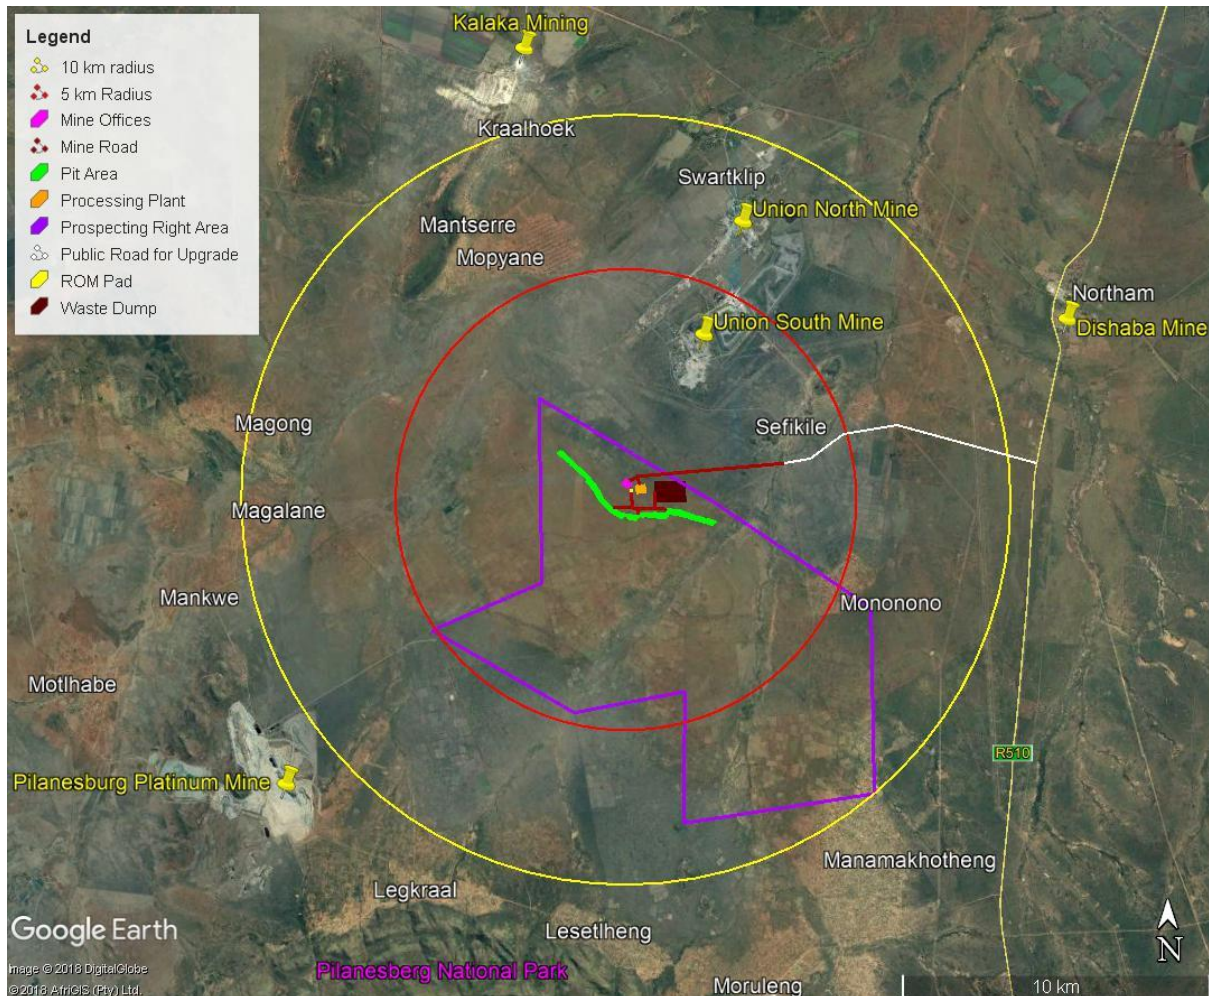 Legend
10 km radius
5 km Radius
Mine Offices
Mine Road
Pit Area
Processing Plant
Prospecting Right Area
Public Road for Upgrade
ROM Pad
Waste Dump
Kalaka Mining
Kraalhoek
Swartklip
Union North Mine
Mantserre
Mopyane
Northam
Union South Mine
Dishaba Mine
Magong
Sefikile
Magalane
Mankwe
Mononono
Motlhabe
R510
Pilanesburg Platinum Mine
Manamakhotheng
Legkraal
Lesetlheng
Google Earth
N
Pilanesberg National Park
Image © 2018 DigitalGlobe
© 2018 AfriGIS (Pty) Ltd.
Moruleng
10 km